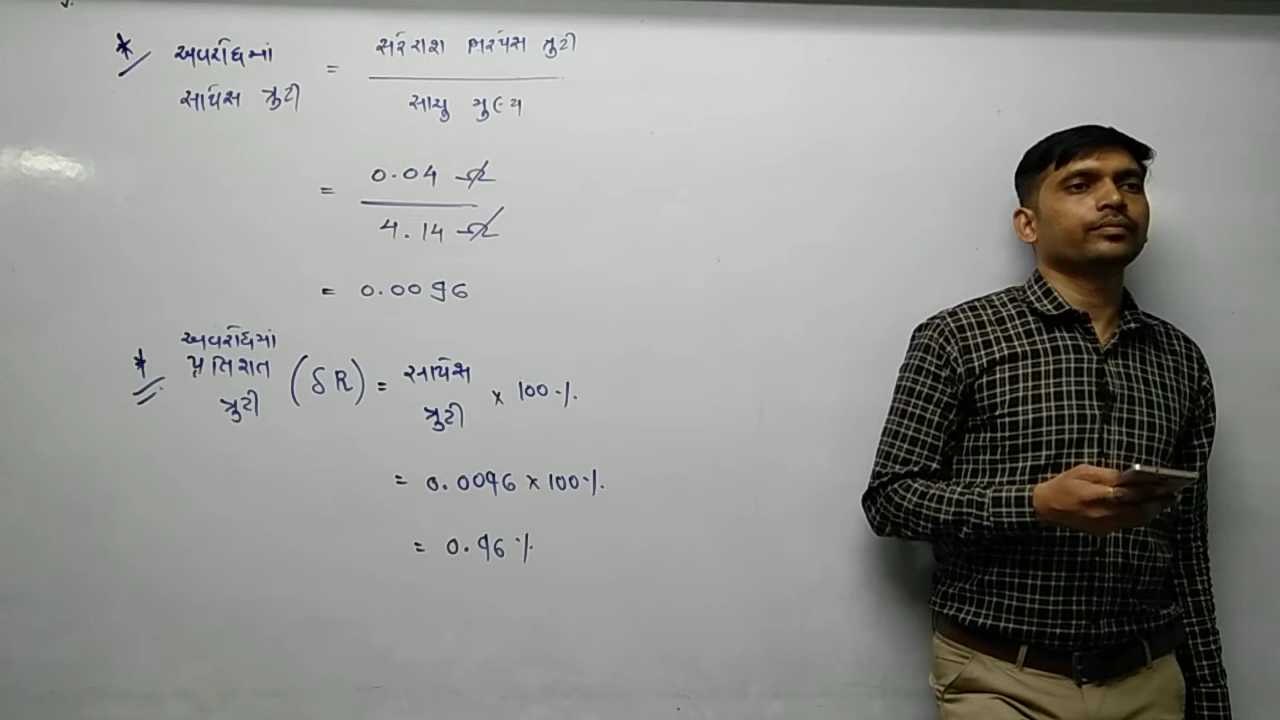 * અવરોધમાં = સરેરાશ નિરપેક્ષ ત્રુટી
સાપેક્ષ ત્રુટી સાચુ મુલ્ય
= 0.04 Ω
4.14 Ω
= 0.0096
* અવરોધમાં
પ્રતિશત (δR) = સાપેક્ષ × 100 %
ત્રુટી ત્રુટી
= 0.0096 × 100 %
= 0.96 %